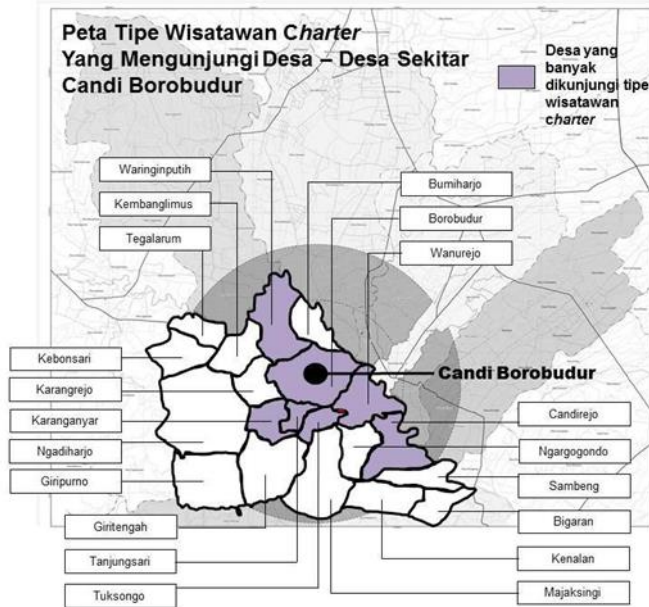 Peta Tipe Wisatawan Charter
Yang Mengunjungi Desa – Desa Sekitar
Candi Borobudur
Desa yang
banyak
dikunjungi tipe
wisatawan
charter
Waringinputih
Kembanglimus
Tegalarum
Bumiharjo
Borobudur
Wanurejo
Kebonsari
Karangrejo
Karanganyar
Ngadiharjo
Giripurno
Candi Borobudur
Candirejo
Ngargogondo
Sambeng
Bigaran
Kenalan
Majaksingi
Giritengah
Tanjungsari
Tuksongo